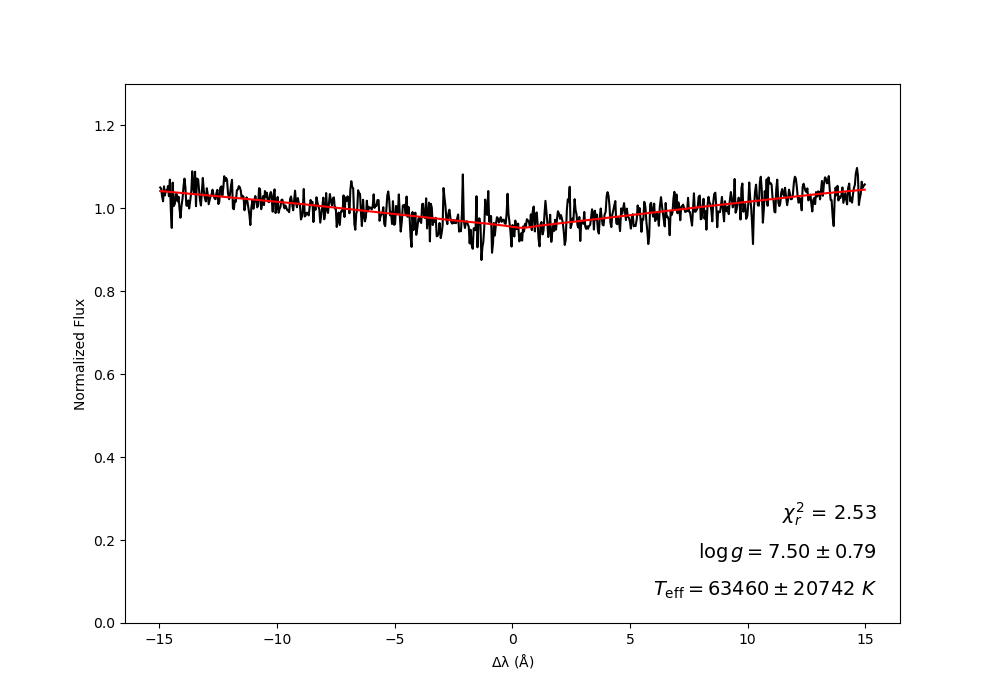 1.2
1.0
0.8
0.6
0.4
0.2
0.0
Normalized Flux
χ²ᵣ = 2.53
log g = 7.50 ± 0.79
T_eff = 63460 ± 20742 K
−15 −10 −5 0 5 10 15
Δλ (Å)